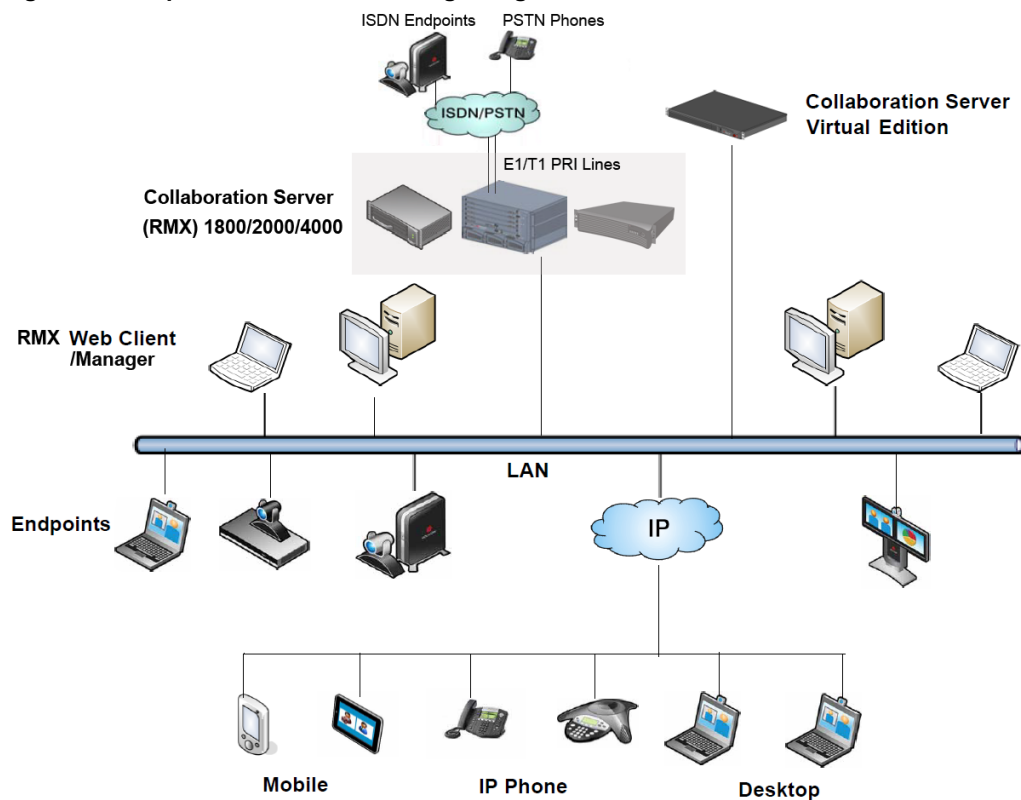 ISDN Endpoints
PSTN Phones
ISDN/PSTN
Collaboration Server
Virtual Edition
E1/T1 PRI Lines
Collaboration Server
(RMX) 1800/2000/4000
RMX Web Client
/Manager
LAN
Endpoints
IP
Mobile
IP Phone
Desktop